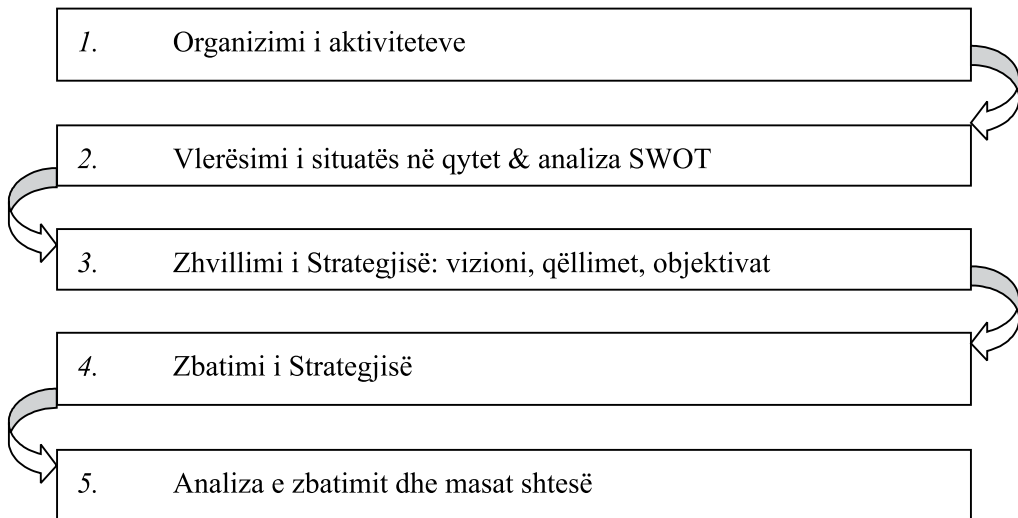 1. Organizimi i aktiviteteve
2. Vlerësimi i situatës në qytet & analiza SWOT
3. Zhvillimi i Strategjisë: vizioni, qëllimet, objektivat
4. Zbatimi i Strategjisë
5. Analiza e zbatimit dhe masat shtesë